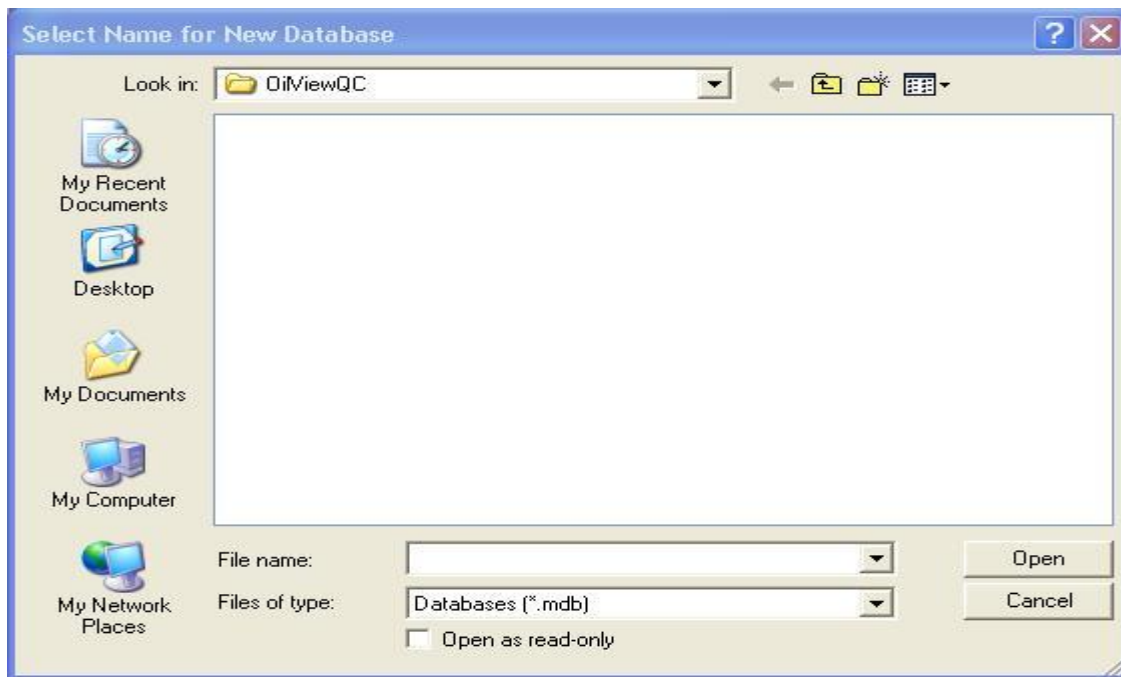 Select Name for New Database
Look in: OilViewQC
My Recent
Documents
Desktop
My Documents
My Computer
My Network
Places
File name:
Open
Files of type: Databases (*.mdb)
Cancel
Open as read-only